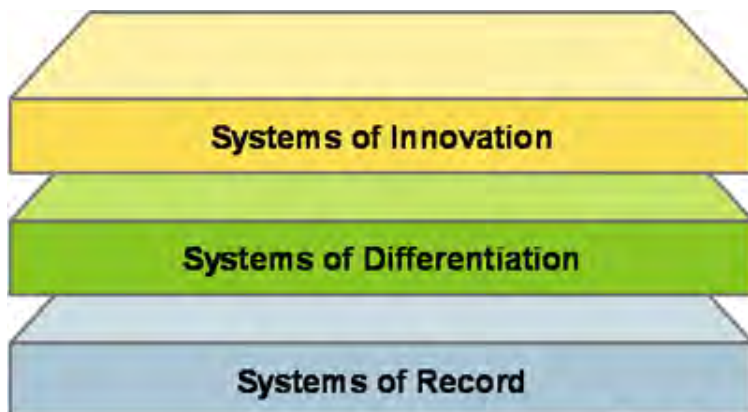 Systems of Innovation
Systems of Differentiation
Systems of Record